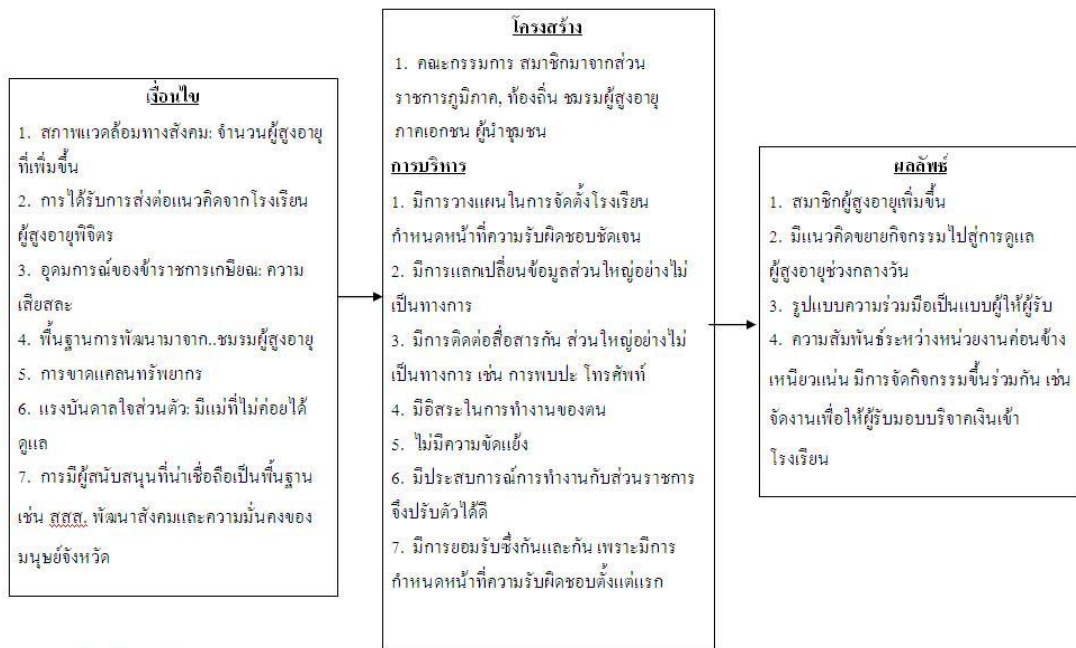 เงื่อนไข
1. สภาพแวดล้อมทางสังคม: จำนวนผู้สูงอายุ
ที่เพิ่มขึ้น
2. การได้รับการส่งต่อแนวคิดจากโรงเรียน
ผู้สูงอายุพิจิตร
3. อุดมการณ์ของข้าราชการเกษียณ: ความ
เสียสละ
4. พื้นฐานการพัฒนามาจาก..ชมรมผู้สูงอายุ
5. การขาดแคลนทรัพยากร
6. แรงบันดาลใจส่วนตัว: มีแม่ที่ไม่ค่อยได้
ดูแล
7. การมีผู้สนับสนุนที่น่าเชื่อถือเป็นพื้นฐาน
เช่น สสส. พัฒนาสังคมและความมั่นคงของ
มนุษย์จังหวัด
โครงสร้าง
1. คณะกรรมการ สมาชิกมาจากส่วน
ราชการภูมิภาค, ท้องถิ่น ชมรมผู้สูงอายุ
ภาคเอกชน ผู้นำชุมชน
การบริหาร
1. มีการวางแผนในการจัดตั้งโรงเรียน
กำหนดหน้าที่ความรับผิดชอบชัดเจน
2. มีการแลกเปลี่ยนข้อมูลส่วนใหญ่อย่างไม่
เป็นทางการ
3. มีการติดต่อสื่อสารกัน ส่วนใหญ่อย่างไม่
เป็นทางการ เช่น การพบปะ โทรศัพท์
4. มีอิสระในการทำงานของตน
5. ไม่มีความขัดแย้ง
6. มีประสบการณ์การทำงานกับส่วนราชการ
จึงปรับตัวได้ดี
7. มีการยอมรับซึ่งกันและกัน เพราะมีการ
กำหนดหน้าที่ความรับผิดชอบตั้งแต่แรก
ผลลัพธ์
1. สมาชิกผู้สูงอายุเพิ่มขึ้น
2. มีแนวคิดขยายกิจกรรมไปสู่การดูแล
ผู้สูงอายุช่วงกลางวัน
3. รูปแบบความร่วมมือเป็นแบบผู้ให้ผู้รับ
4. ความสัมพันธ์ระหว่างหน่วยงานค่อนข้าง
เหนียวแน่น มีการจัดกิจกรรมขึ้นร่วมกัน เช่น
จัดงานเพื่อให้ผู้รับมอบบริจาคเงินเข้า
โรงเรียน